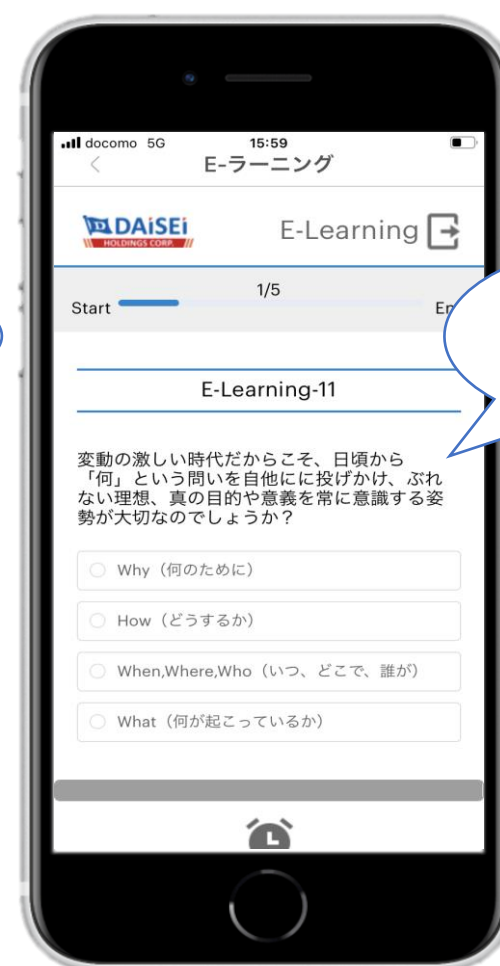 docomo 5G 15:59
E-ラーニング
DAiSEi
HOLDINGS CORP.
E-Learning
1/5
Start
E-Learning-11
変動の激しい時代だからこそ、日頃から
「何」という問いを自他にに投げかけ、ぶれ
ない理想、真の目的や意義を常に意識する姿
勢が大切なのでしょうか？
Why（何のために）
How（どうするか）
When,Where,Who（いつ、どこで、誰が）
What（何が起こっているか）